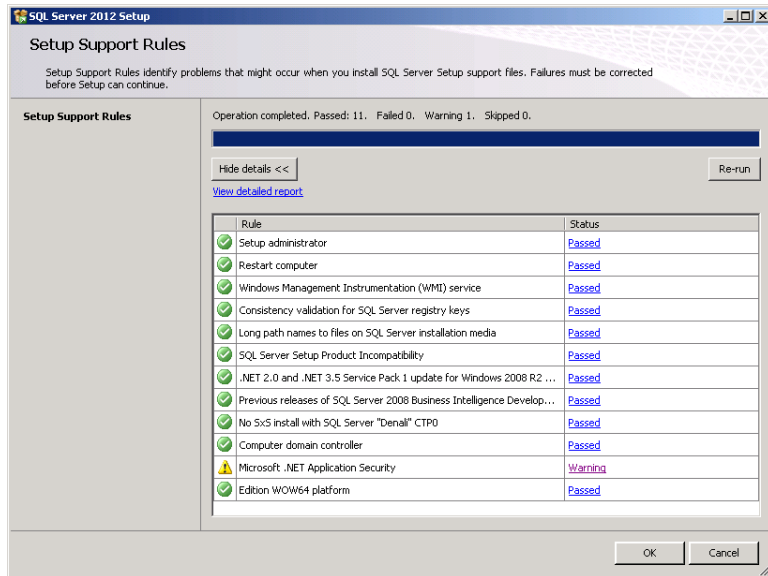 SQL Server 2012 Setup
Setup Support Rules
Setup Support Rules identify problems that might occur when you install SQL Server Setup support files. Failures must be corrected
before Setup can continue.
Setup Support Rules
Operation completed. Passed: 11. Failed 0. Warning 1. Skipped 0.
Hide details <<
Re-run
View detailed report
Rule Status
Setup administrator Passed
Restart computer Passed
Windows Management Instrumentation (WMI) service Passed
Consistency validation for SQL Server registry keys Passed
Long path names to files on SQL Server installation media Passed
SQL Server Setup Product Incompatibility Passed
.NET 2.0 and .NET 3.5 Service Pack 1 update for Windows 2008 R2 ... Passed
Previous releases of SQL Server 2008 Business Intelligence Develop... Passed
No SxS install with SQL Server "Denali" CTP0 Passed
Computer domain controller Passed
Microsoft .NET Application Security Warning
Edition WOW64 platform Passed
OK Cancel